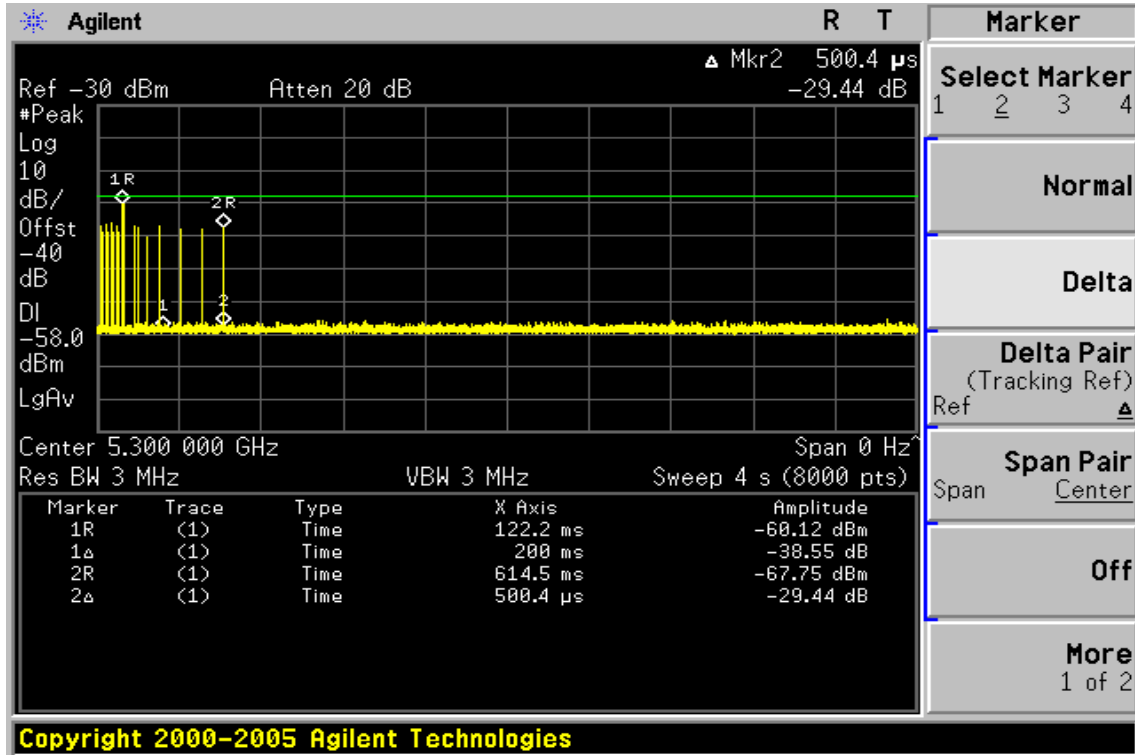 Agilent R T Marker
▵ Mkr2 500.4 µs
Ref -30 dBm Atten 20 dB -29.44 dB
#Peak
Log
10
dB/
Offst
-40
dB
DI
-58.0
dBm
LgAv
1R
2R
1
2
Center 5.300 000 GHz Span 0 Hz^
Res BW 3 MHz VBW 3 MHz Sweep 4 s (8000 pts)
Marker Trace Type X Axis Amplitude
1R (1) Time 122.2 ms -60.12 dBm
1▵ (1) Time 200 ms -38.55 dB
2R (1) Time 614.5 ms -67.75 dBm
2▵ (1) Time 500.4 µs -29.44 dB
Select Marker
1 2 3 4
Normal
Delta
Delta Pair
(Tracking Ref)
Ref ▵
Span Pair
Span Center
Off
More
1 of 2
Copyright 2000-2005 Agilent Technologies